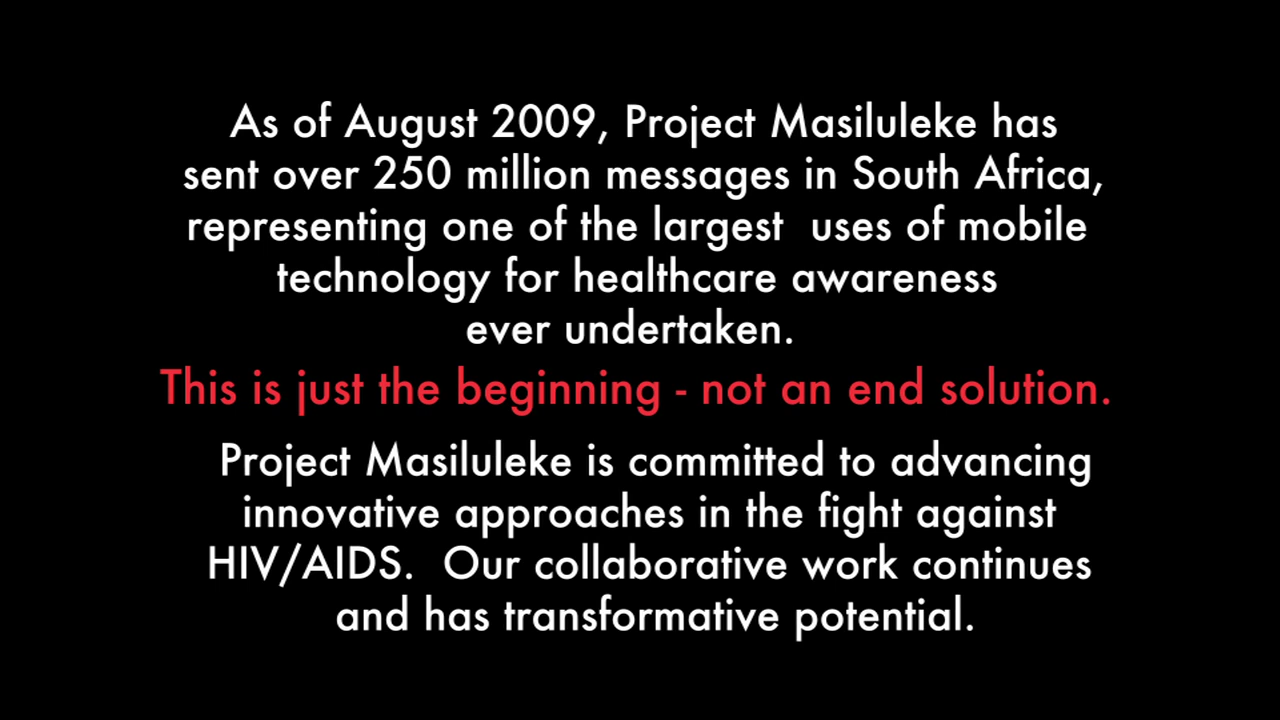 As of August 2009, Project Masiluleke has
sent over 250 million messages in South Africa,
representing one of the largest  uses of mobile
technology for healthcare awareness
ever undertaken.
This is just the beginning - not an end solution.
Project Masiluleke is committed to advancing
innovative approaches in the fight against
HIV/AIDS.  Our collaborative work continues
and has transformative potential.